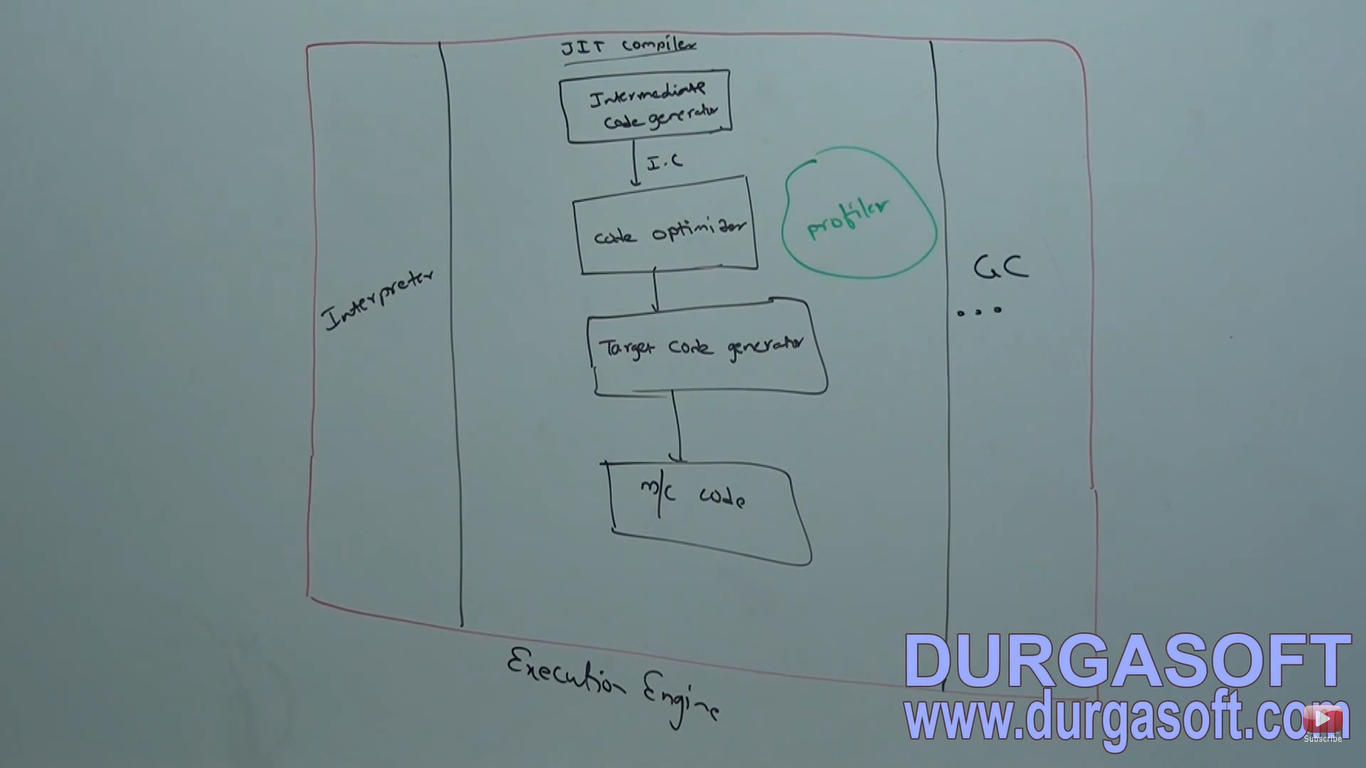 JIT compiler
Intermediate
code generator
I.C
code optimizer
profiler
Interpreter
GC
...
Target code generator
m/c code
Execution Engine
DURGASOFT
www.durgasoft.com
Subscribe